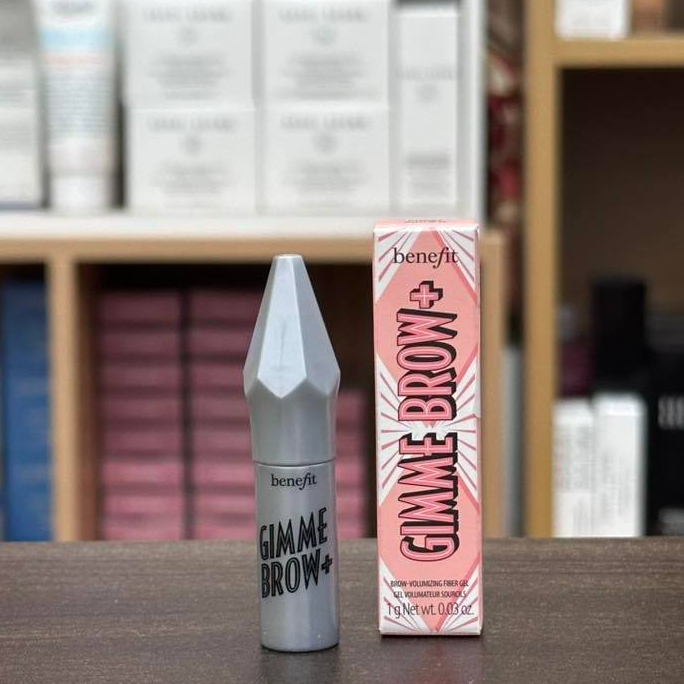 benefit
GIMME
BROW+
benefit
GIMME BROW+
BROW-VOLUMIZING FIBER GEL
GEL VOLUMATEUR SOURCILS
1 g Net wt. 0.03 oz.